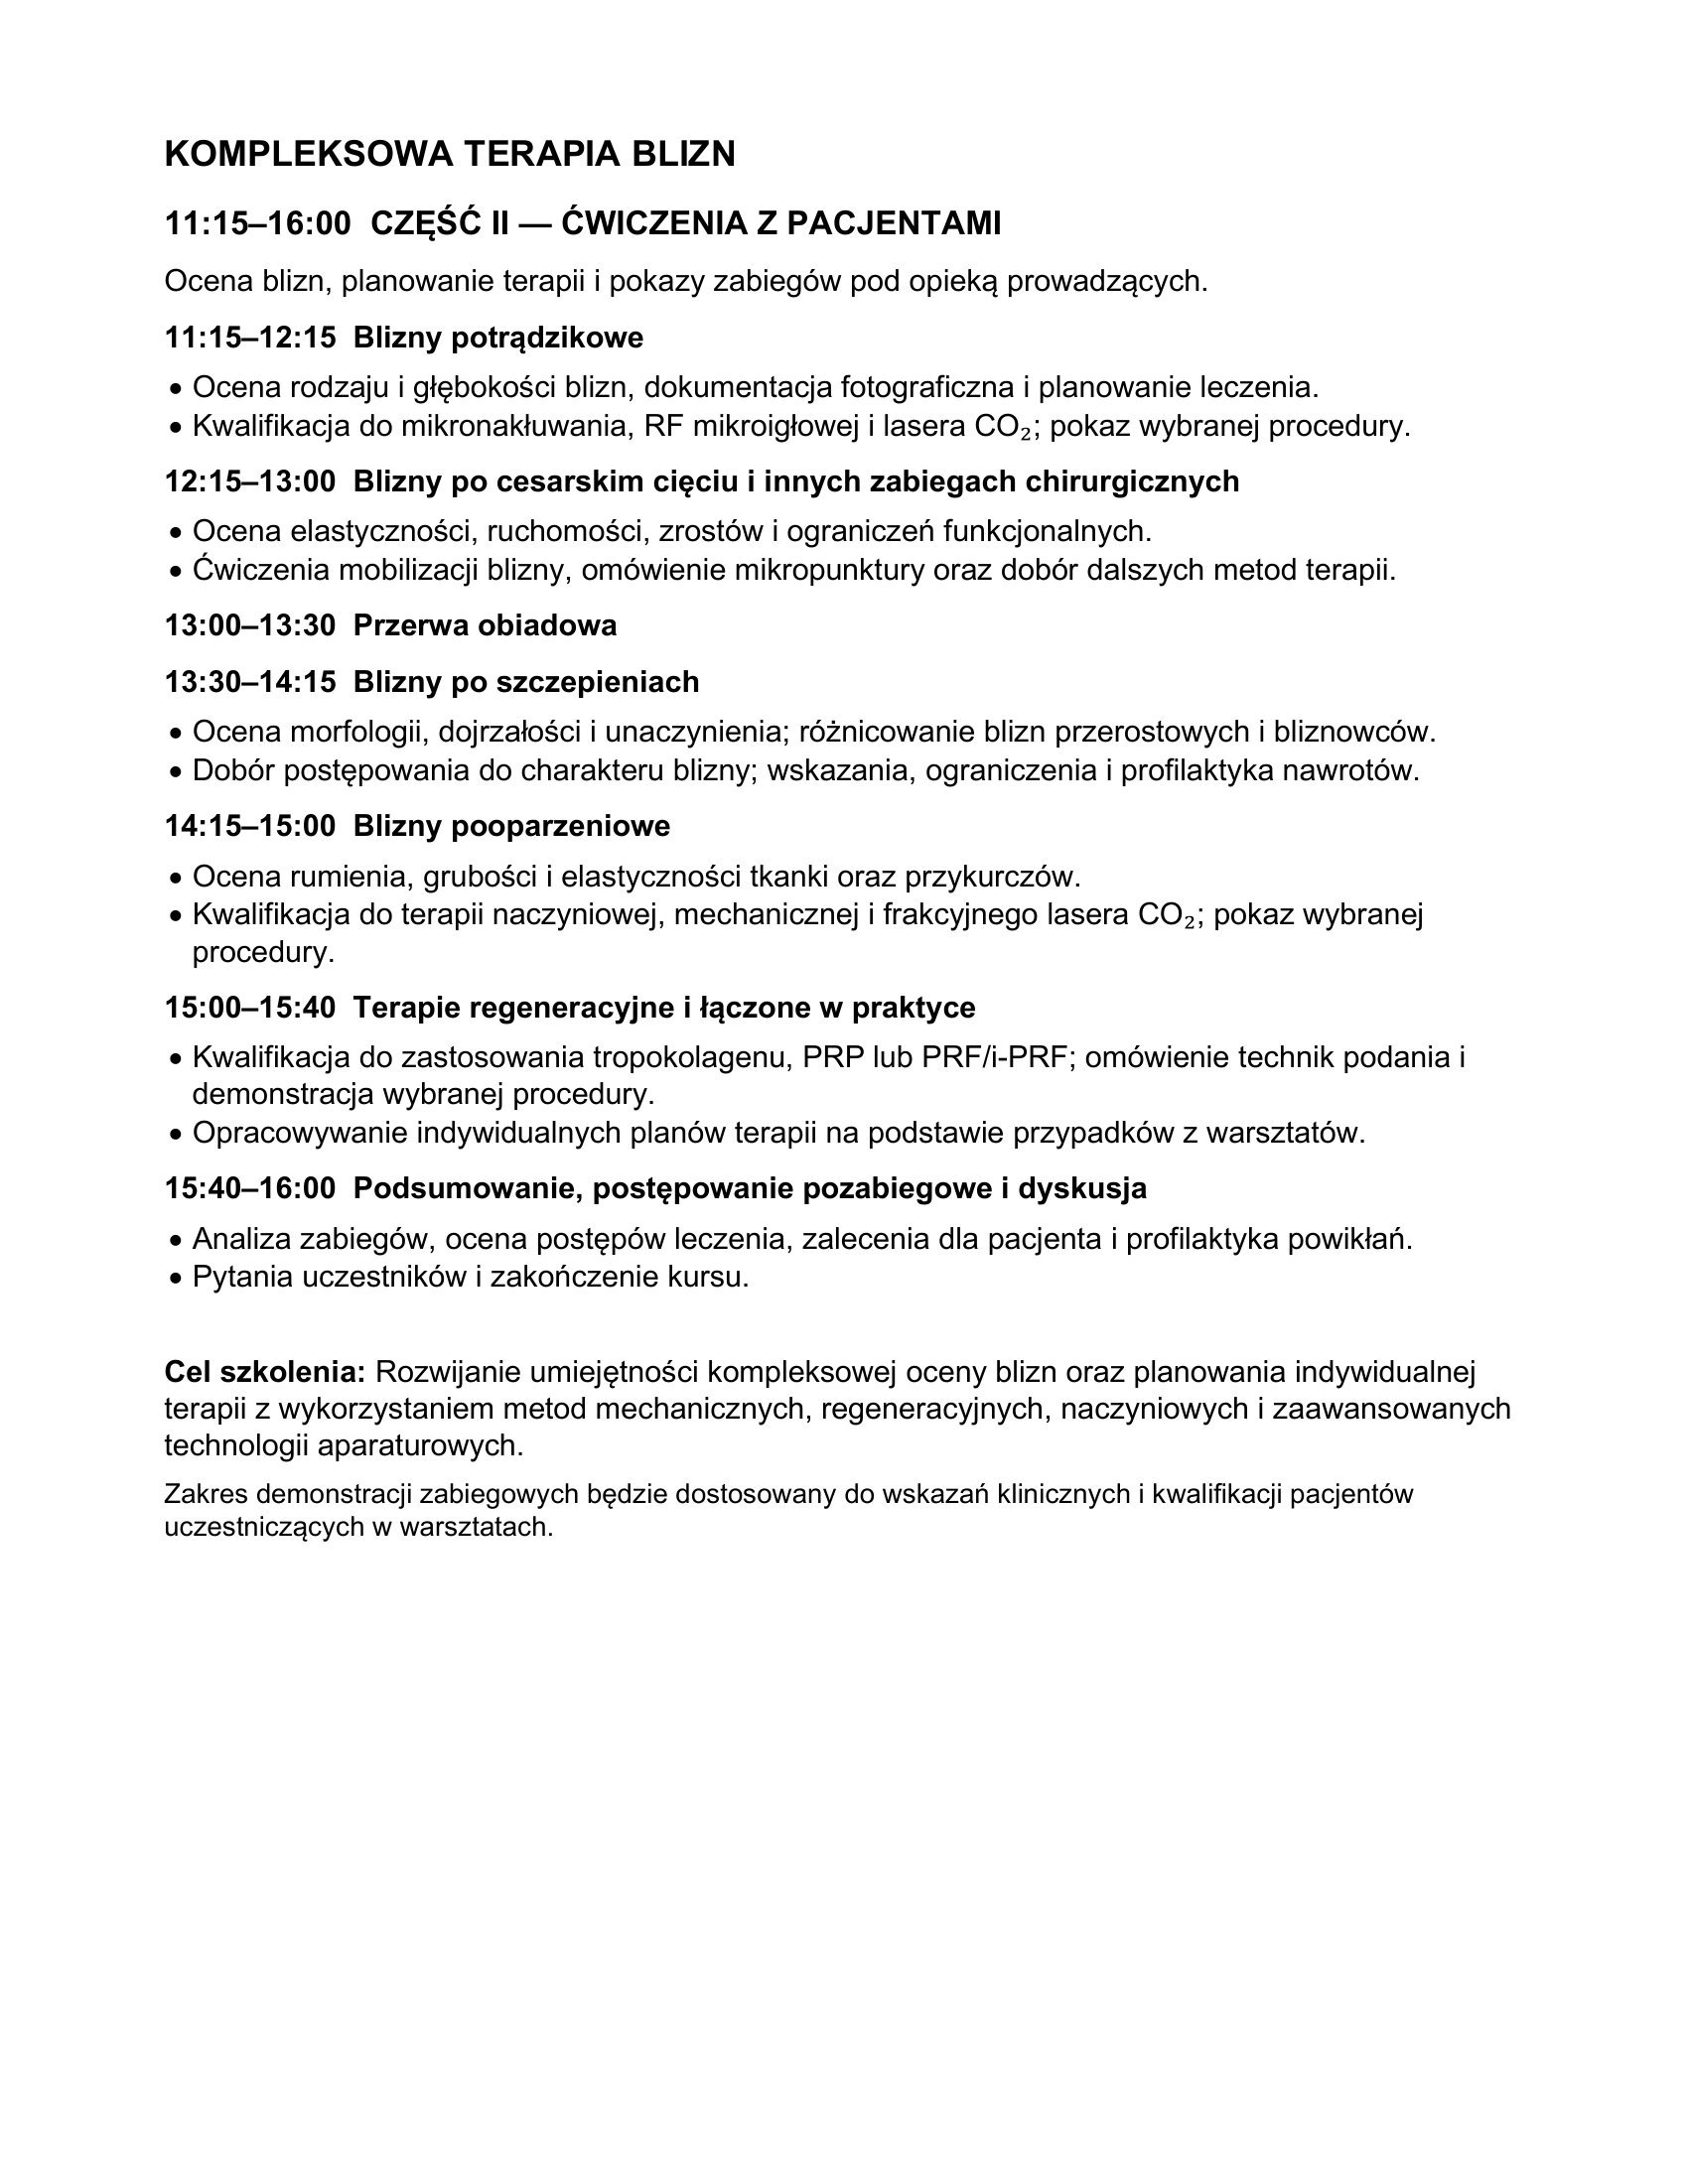 KOMPLEKSOWA TERAPIA BLIZN
11:15–16:00 CZĘŚĆ II — ĆWICZENIA Z PACJENTAMI
Ocena blizn, planowanie terapii i pokazy zabiegów pod opieką prowadzących.
11:15–12:15 Blizny potrądzikowe
• Ocena rodzaju i głębokości blizn, dokumentacja fotograficzna i planowanie leczenia.
• Kwalifikacja do mikronakłuwania, RF mikroigłowej i lasera CO₂; pokaz wybranej procedury.
12:15–13:00 Blizny po cesarskim cięciu i innych zabiegach chirurgicznych
• Ocena elastyczności, ruchomości, zrostów i ograniczeń funkcjonalnych.
• Ćwiczenia mobilizacji blizny, omówienie mikropunktury oraz dobór dalszych metod terapii.
13:00–13:30 Przerwa obiadowa
13:30–14:15 Blizny po szczepieniach
• Ocena morfologii, dojrzałości i unaczynienia; różnicowanie blizn przerostowych i bliznowców.
• Dobór postępowania do charakteru blizny; wskazania, ograniczenia i profilaktyka nawrotów.
14:15–15:00 Blizny pooparzeniowe
• Ocena rumienia, grubości i elastyczności tkanki oraz przykurczów.
• Kwalifikacja do terapii naczyniowej, mechanicznej i frakcyjnego lasera CO₂; pokaz wybranej
procedury.
15:00–15:40 Terapie regeneracyjne i łączone w praktyce
• Kwalifikacja do zastosowania tropokolagenu, PRP lub PRF/i-PRF; omówienie technik podania i
demonstracja wybranej procedury.
• Opracowywanie indywidualnych planów terapii na podstawie przypadków z warsztatów.
15:40–16:00 Podsumowanie, postępowanie pozabiegowe i dyskusja
• Analiza zabiegów, ocena postępów leczenia, zalecenia dla pacjenta i profilaktyka powikłań.
• Pytania uczestników i zakończenie kursu.
Cel szkolenia: Rozwijanie umiejętności kompleksowej oceny blizn oraz planowania indywidualnej
terapii z wykorzystaniem metod mechanicznych, regeneracyjnych, naczyniowych i zaawansowanych
technologii aparaturowych.
Zakres demonstracji zabiegowych będzie dostosowany do wskazań klinicznych i kwalifikacji pacjentów
uczestniczących w warsztatach.